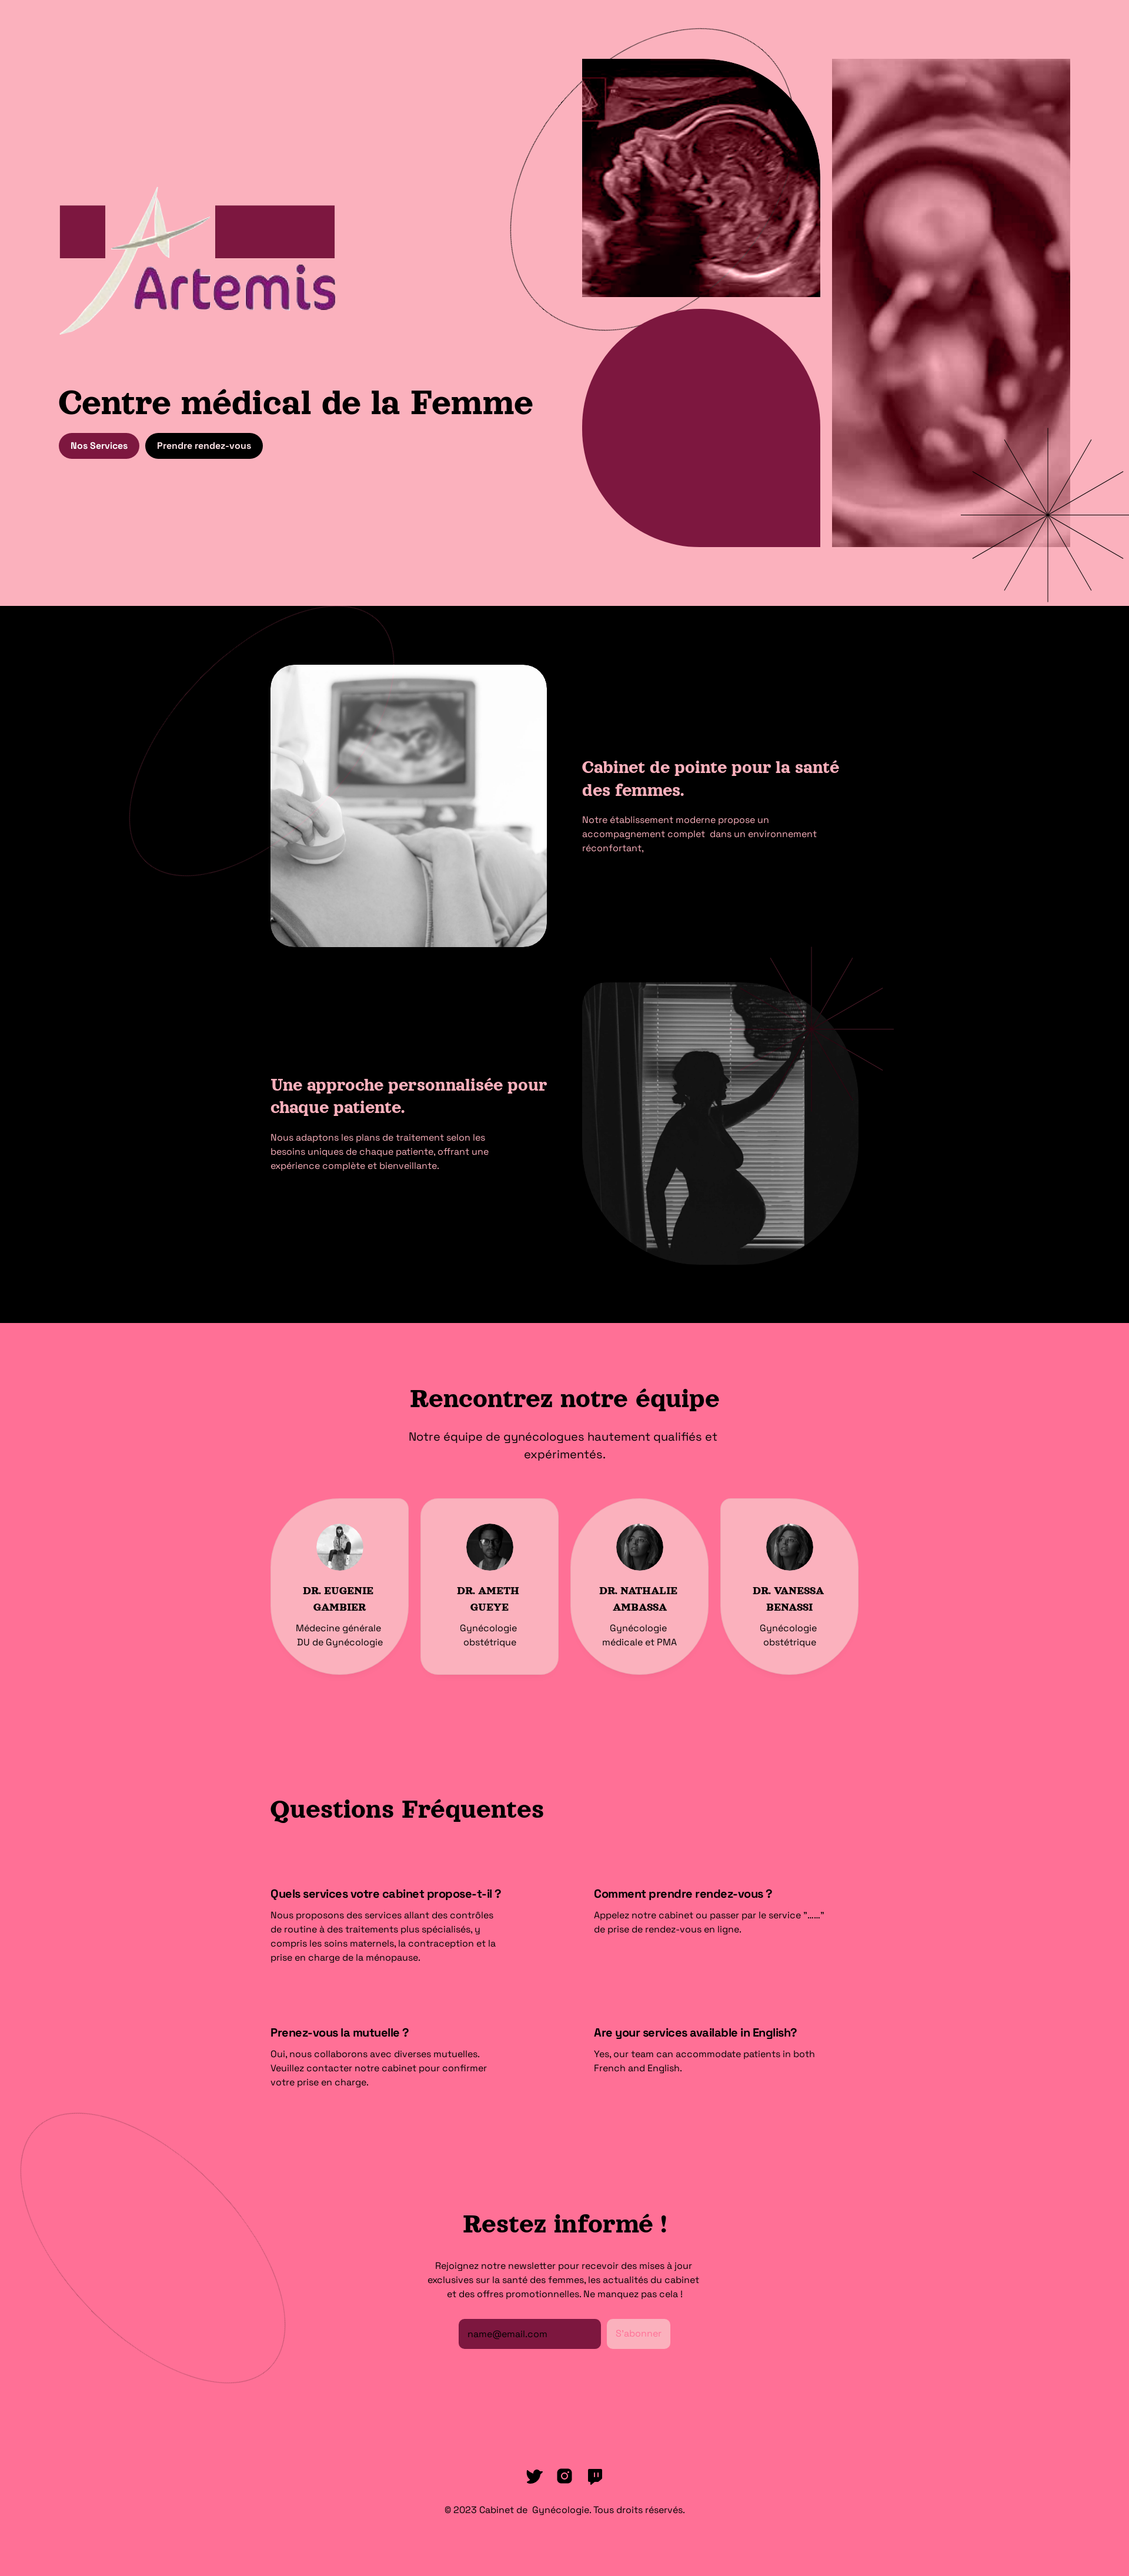 Artemis
Centre médical de la Femme
Nos Services
Prendre rendez-vous
Cabinet de pointe pour la santé
des femmes.
Notre établissement moderne propose un
accompagnement complet dans un environnement
réconfortant,
Une approche personnalisée pour
chaque patiente.
Nous adaptons les plans de traitement selon les
besoins uniques de chaque patiente, offrant une
expérience complète et bienveillante.
Rencontrez notre équipe
Notre équipe de gynécologues hautement qualifiés et
expérimentés.
DR. EUGENIE
GAMBIER
Médecine générale
DU de Gynécologie
DR. AMETH
GUEYE
Gynécologie
obstétrique
DR. NATHALIE
AMBASSA
Gynécologie
médicale et PMA
DR. VANESSA
BENASSI
Gynécologie
obstétrique
Questions Fréquentes
Quels services votre cabinet propose-t-il ?
Nous proposons des services allant des contrôles
de routine à des traitements plus spécialisés, y
compris les soins maternels, la contraception et la
prise en charge de la ménopause.
Comment prendre rendez-vous ?
Appelez notre cabinet ou passer par le service "......"
de prise de rendez-vous en ligne.
Prenez-vous la mutuelle ?
Oui, nous collaborons avec diverses mutuelles.
Veuillez contacter notre cabinet pour confirmer
votre prise en charge.
Are your services available in English?
Yes, our team can accommodate patients in both
French and English.
Restez informé !
Rejoignez notre newsletter pour recevoir des mises à jour
exclusives sur la santé des femmes, les actualités du cabinet
et des offres promotionnelles. Ne manquez pas cela !
name@email.com
S'abonner
© 2023 Cabinet de Gynécologie. Tous droits réservés.